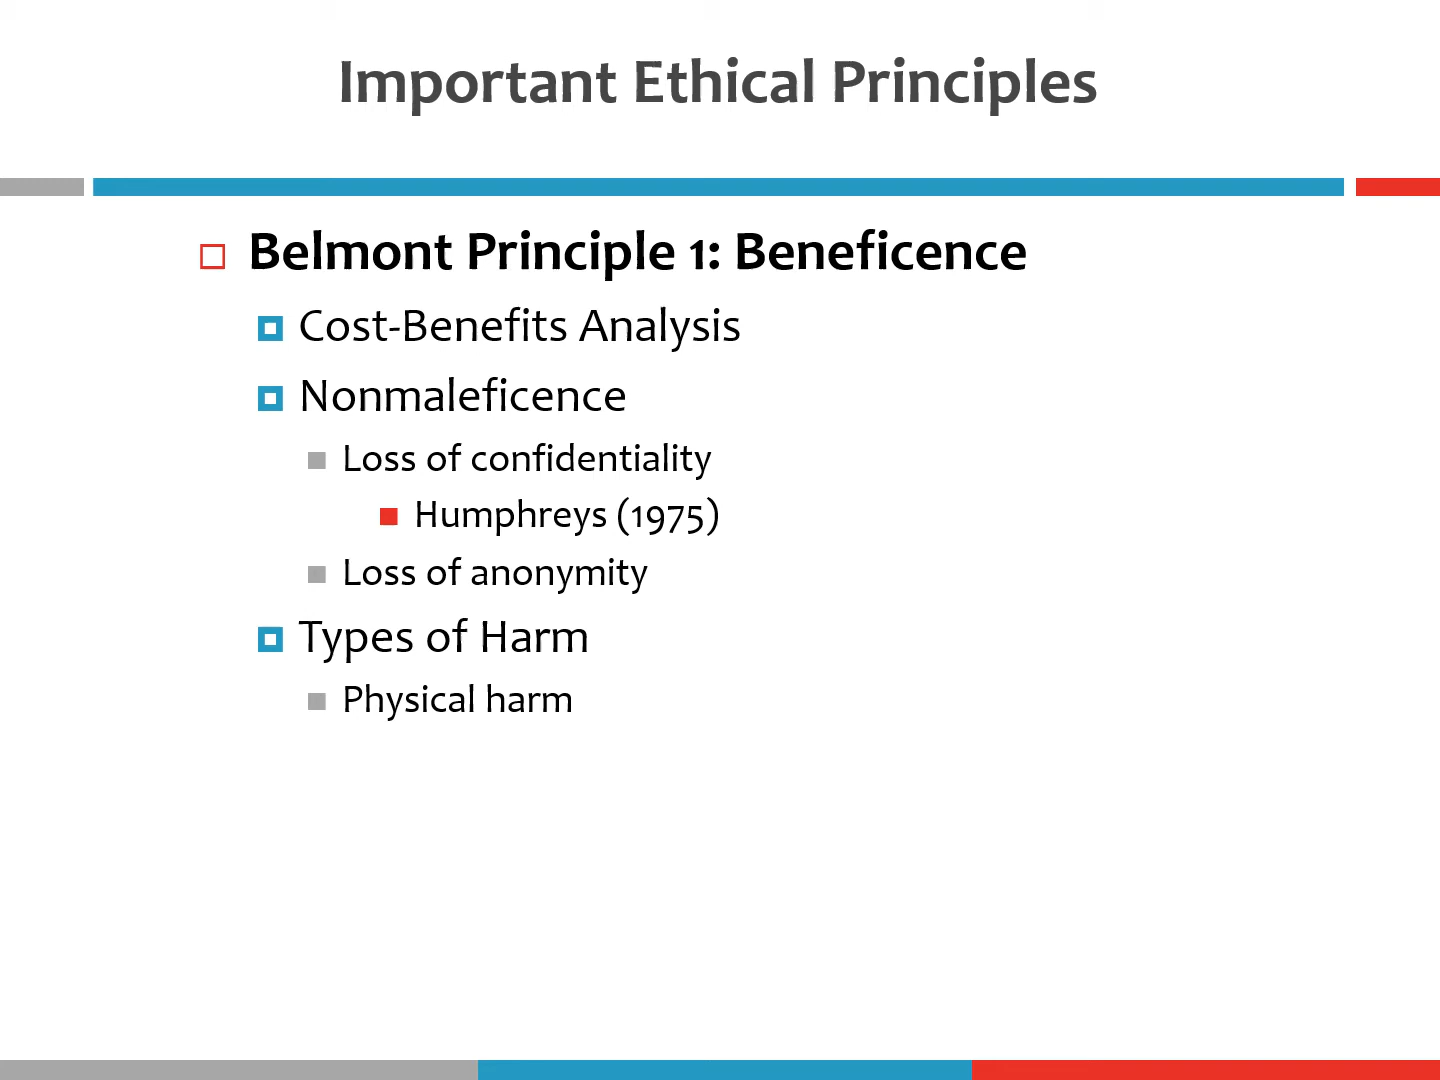 Important Ethical Principles
Belmont Principle 1: Beneficence
Cost-Benefits Analysis
Nonmaleficence
Loss of confidentiality
Humphreys (1975)
Loss of anonymity
Types of Harm
Physical harm